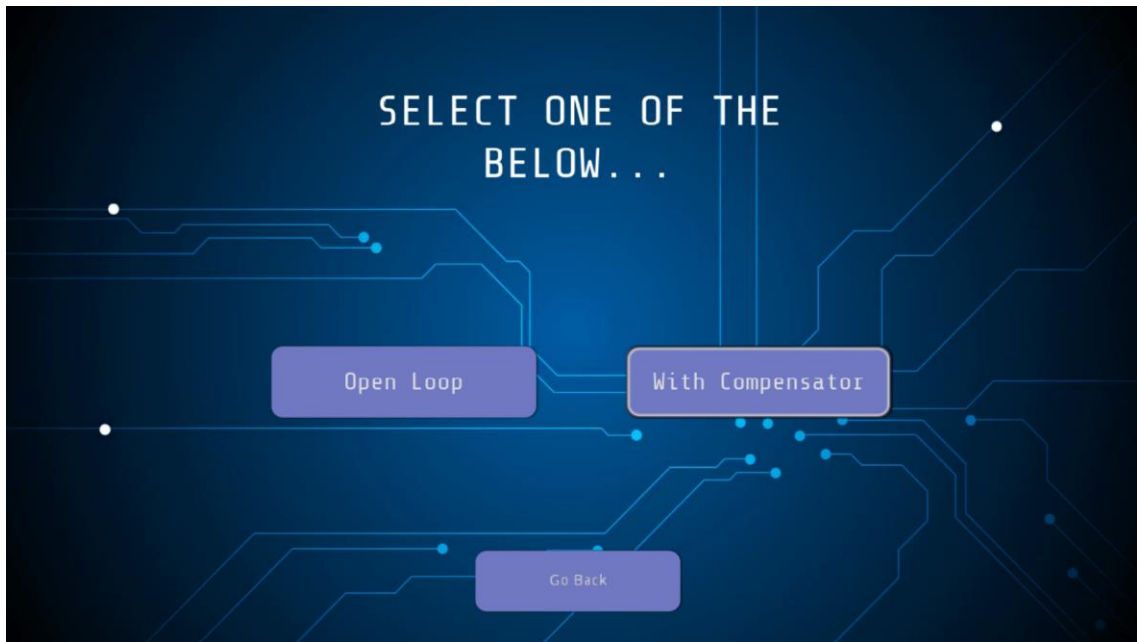 SELECT ONE OF THE
BELOW...
Open Loop
With Compensator
Go Back